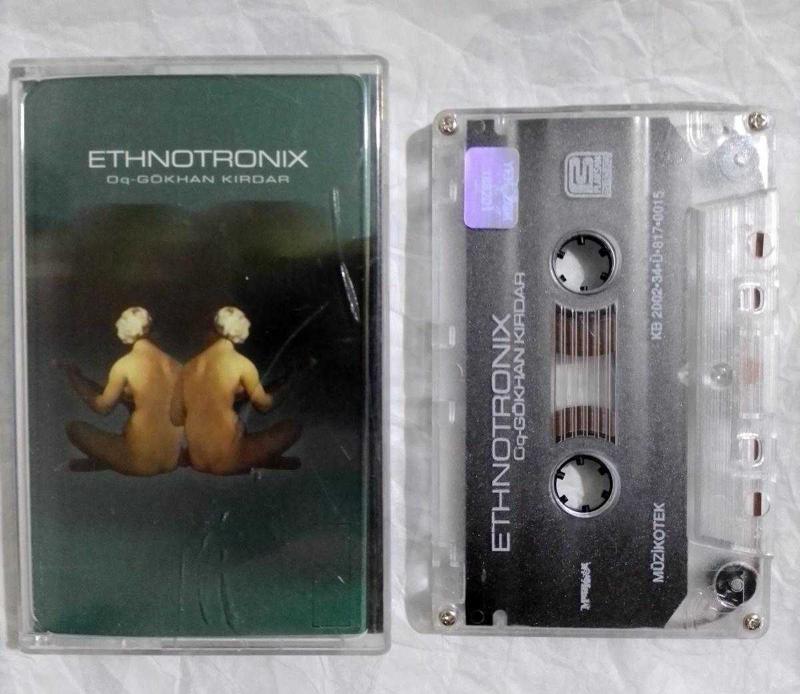 ETHNOTRONIX
Oq-GÖKHAN KIRDAR
ETHNOTRONIX
Oq-GÖKHAN KIRDAR
KB 2002•34•Ü•817•0015
MÜZİKOTEK